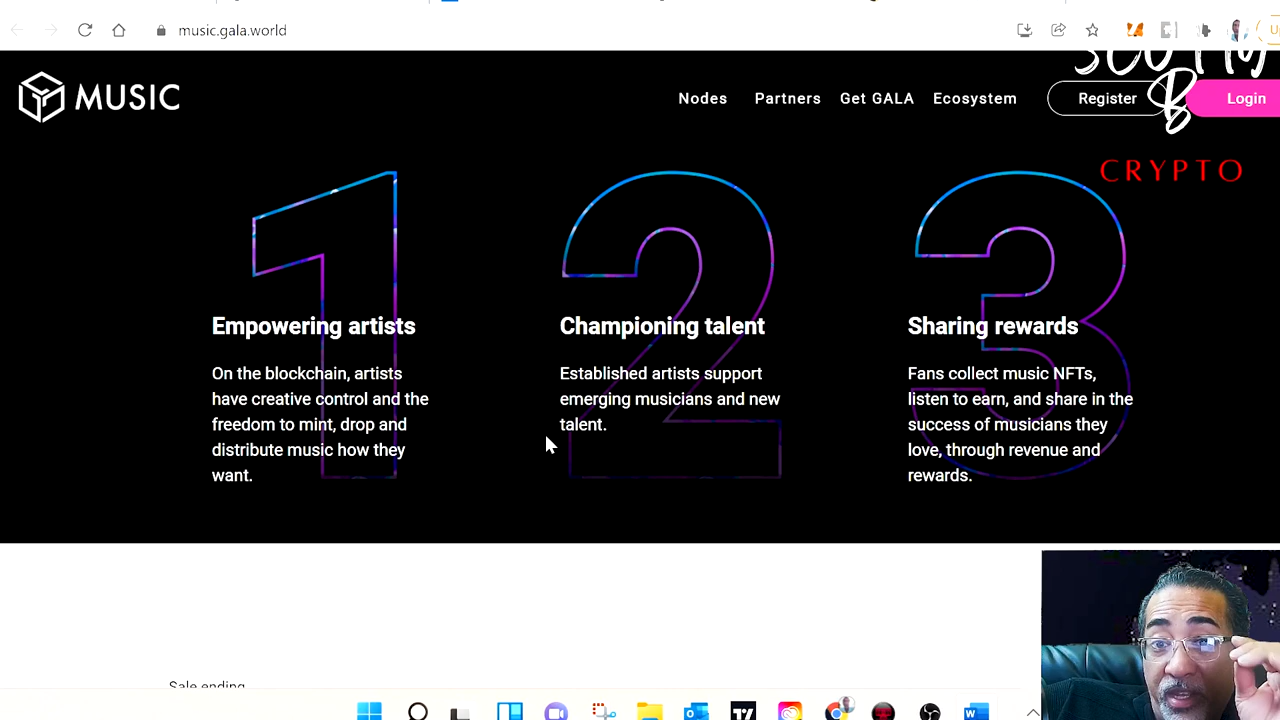 music.gala.world
MUSIC
Nodes
Partners
Get GALA
Ecosystem
Register
Login
B
CRYPTO
1
2
3
Empowering artists
On the blockchain, artists
have creative control and the
freedom to mint, drop and
distribute music how they
want.
Championing talent
Established artists support
emerging musicians and new
talent.
Sharing rewards
Fans collect music NFTs,
listen to earn, and share in the
success of musicians they
love, through revenue and
rewards.
Sale ending